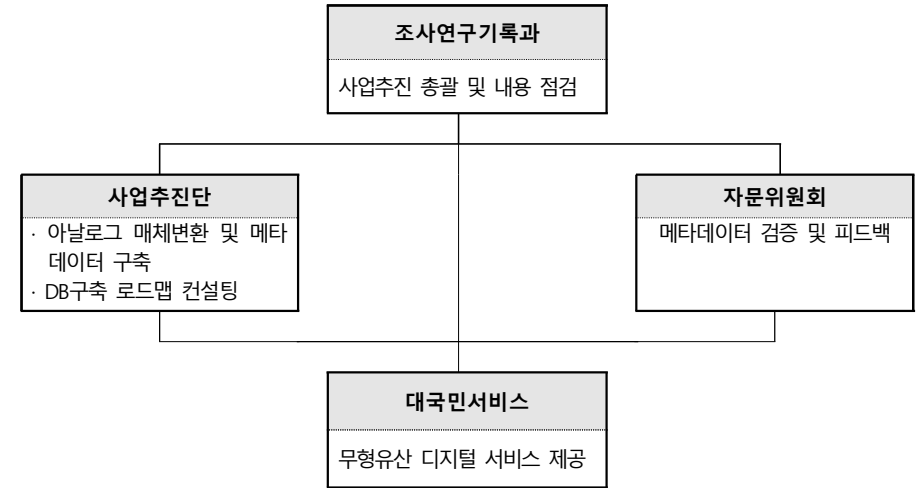 조사연구기록과
사업추진 총괄 및 내용 점검
사업추진단
· 아날로그 매체변환 및 메타
데이터 구축
· DB구축 로드맵 컨설팅
자문위원회
메타데이터 검증 및 피드백
대국민서비스
무형유산 디지털 서비스 제공